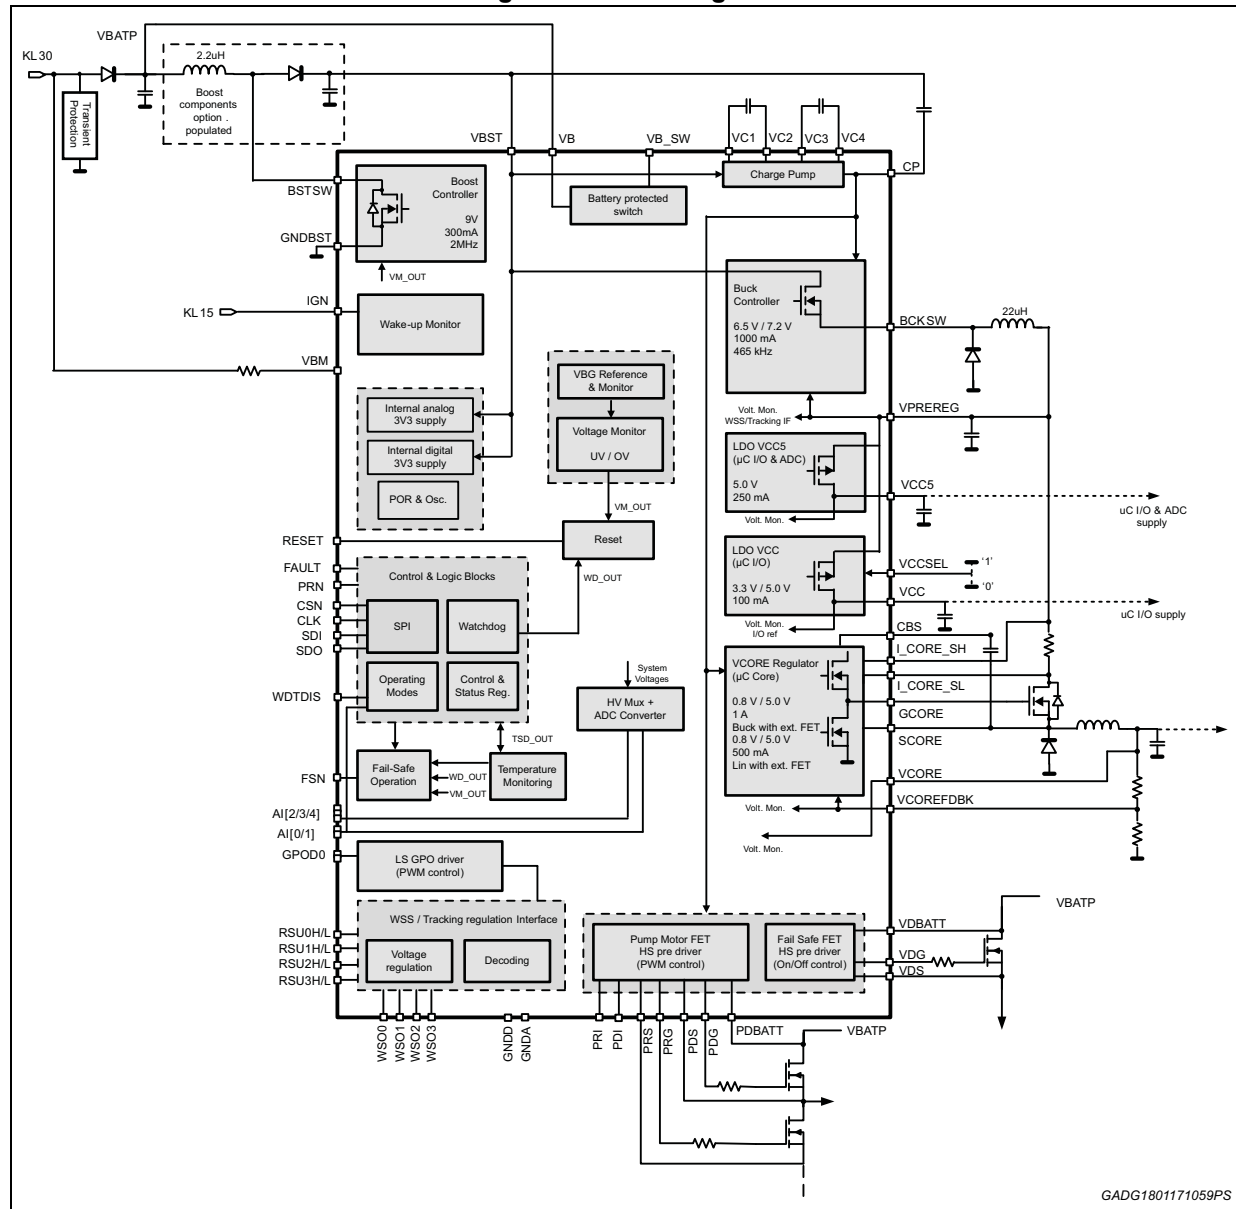 VBATP
KL30
2.2uH
Boost
components
option .
populated
Transient
Protection
VBST
VB
VB_SW
VC1
VC2
VC3
VC4
CP
Charge Pump
BSTSW
Boost
Controller
9V
300mA
2MHz
Battery protected
switch
GNDBST
VM_OUT
IGN
KL15
Wake-up Monitor
VBM
Buck
Controller
6.5 V / 7.2 V
1000 mA
465 kHz
BCKSW
22uH
VBG Reference
& Monitor
Voltage Monitor
UV / OV
Internal analog
3V3 supply
Internal digital
3V3 supply
POR & Osc.
Volt. Mon.
WSS/Tracking IF
VPREREG
LDO VCC5
(µC I/O & ADC)
5.0 V
250 mA
VCC5
Volt. Mon.
uC I/O & ADC
supply
VM_OUT
RESET
Reset
WD_OUT
LDO VCC
(µC I/O)
3.3 V / 5.0 V
100 mA
VCCSEL
'1'
'0'
VCC
uC I/O supply
Volt. Mon.
I/O ref
FAULT
PRN
CSN
CLK
SDI
SDO
WDTDIS
Control & Logic Blocks
SPI
Watchdog
Operating
Modes
Control &
Status Reg.
CBS
I_CORE_SH
I_CORE_SL
GCORE
SCORE
VCORE
VCOREFDBK
VCORE Regulator
(µC Core)
0.8 V / 5.0 V
1 A
Buck with ext. FET
0.8 V / 5.0 V
500 mA
Lin with ext. FET
System
Voltages
HV Mux +
ADC Converter
TSD_OUT
FSN
Fail-Safe
Operation
WD_OUT
VM_OUT
Temperature
Monitoring
Volt. Mon.
Volt. Mon.
AI[2/3/4]
AI[0/1]
GPOD0
LS GPO driver
(PWM control)
WSS / Tracking regulation Interface
RSU0H/L
RSU1H/L
RSU2H/L
RSU3H/L
Voltage
regulation
Decoding
Pump Motor FET
HS pre driver
(PWM control)
Fail Safe FET
HS pre driver
(On/Off control)
VDBATT
VDG
VDS
VBATP
WSO0
WSO1
WSO2
WSO3
GNDD
GNDA
PRI
PDI
PRS
PRG
PDS
PDG
PDBATT
VBATP
GADG1801171059PS